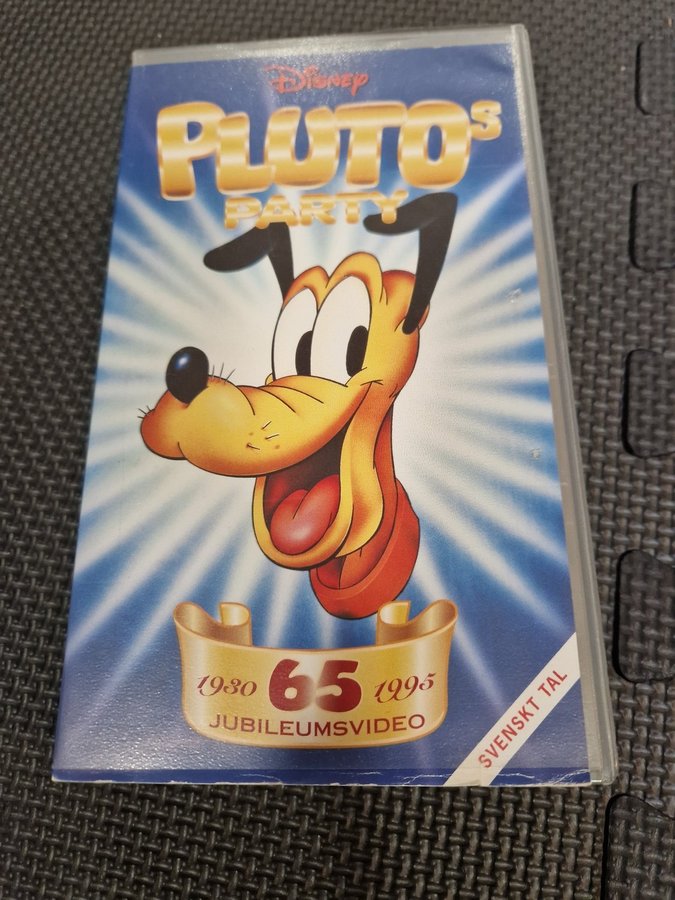 Disney
PLUTOs
PARTY
1930 65 1995
JUBILEUMSVIDEO
SVENSKT TAL